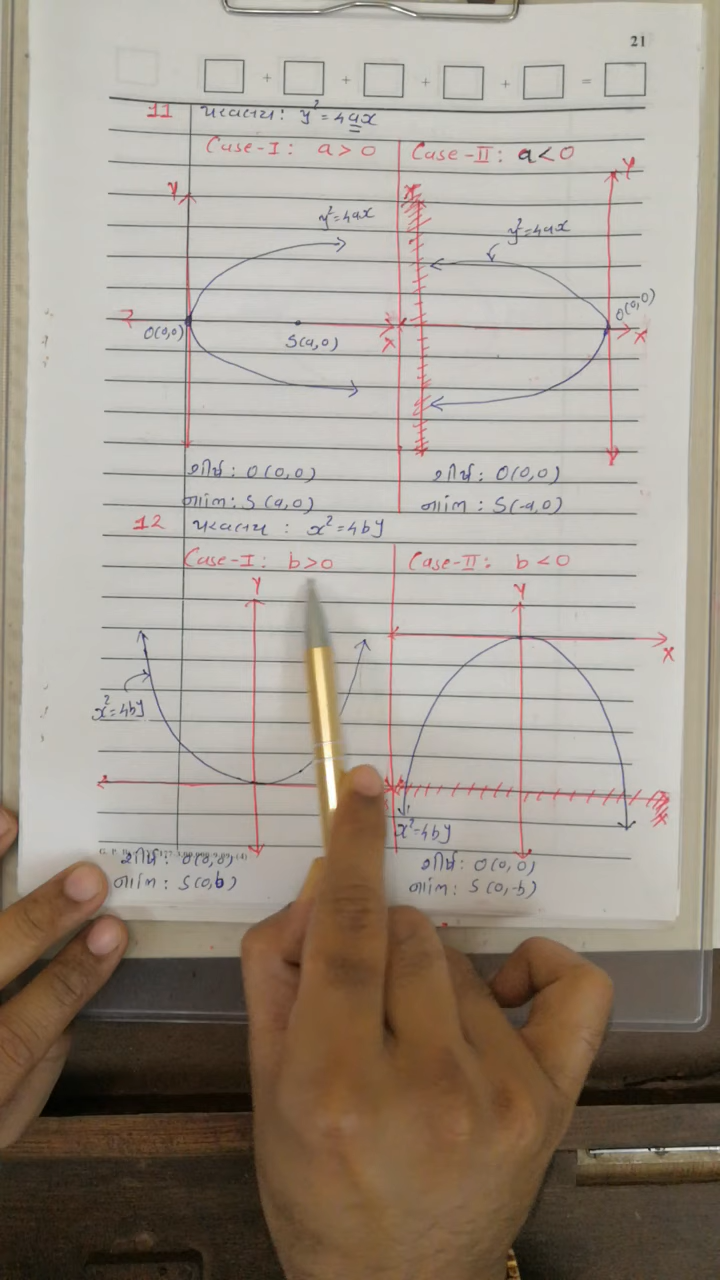 21
+ + + + =
11 પરવલય: y² = 4ax
Case-I: a > 0
Case-II: a < 0
Y
y² = 4ax
O(0,0)
S(a,0)
X
Y
y² = 4ax
O(0,0)
X
શીર્ષ: O(0,0)
નાભિ: S(a,0)
શીર્ષ: O(0,0)
નાભિ: S(-a,0)
12 પરવલય : x² = 4by
Case-I: b>0
Case-II: b<0
Y
x² = 4by
Y
X
x² = 4by
શીર્ષ: O(0,0)
નાભિ : S(0,b)
શીર્ષ: O(0,0)
નાભિ : S(0,-b)